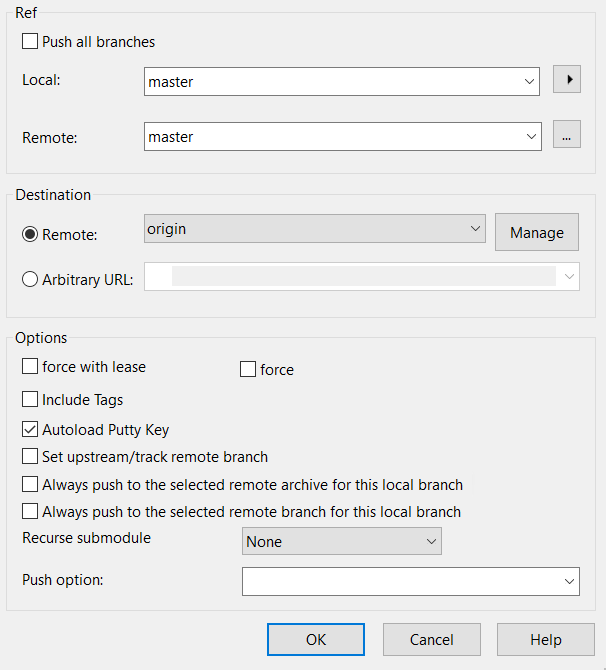 Ref
Push all branches
Local: master
Remote: master ...
Destination
Remote: origin Manage
Arbitrary URL:
Options
force with lease force
Include Tags
Autoload Putty Key
Set upstream/track remote branch
Always push to the selected remote archive for this local branch
Always push to the selected remote branch for this local branch
Recurse submodule None
Push option:
OK Cancel Help